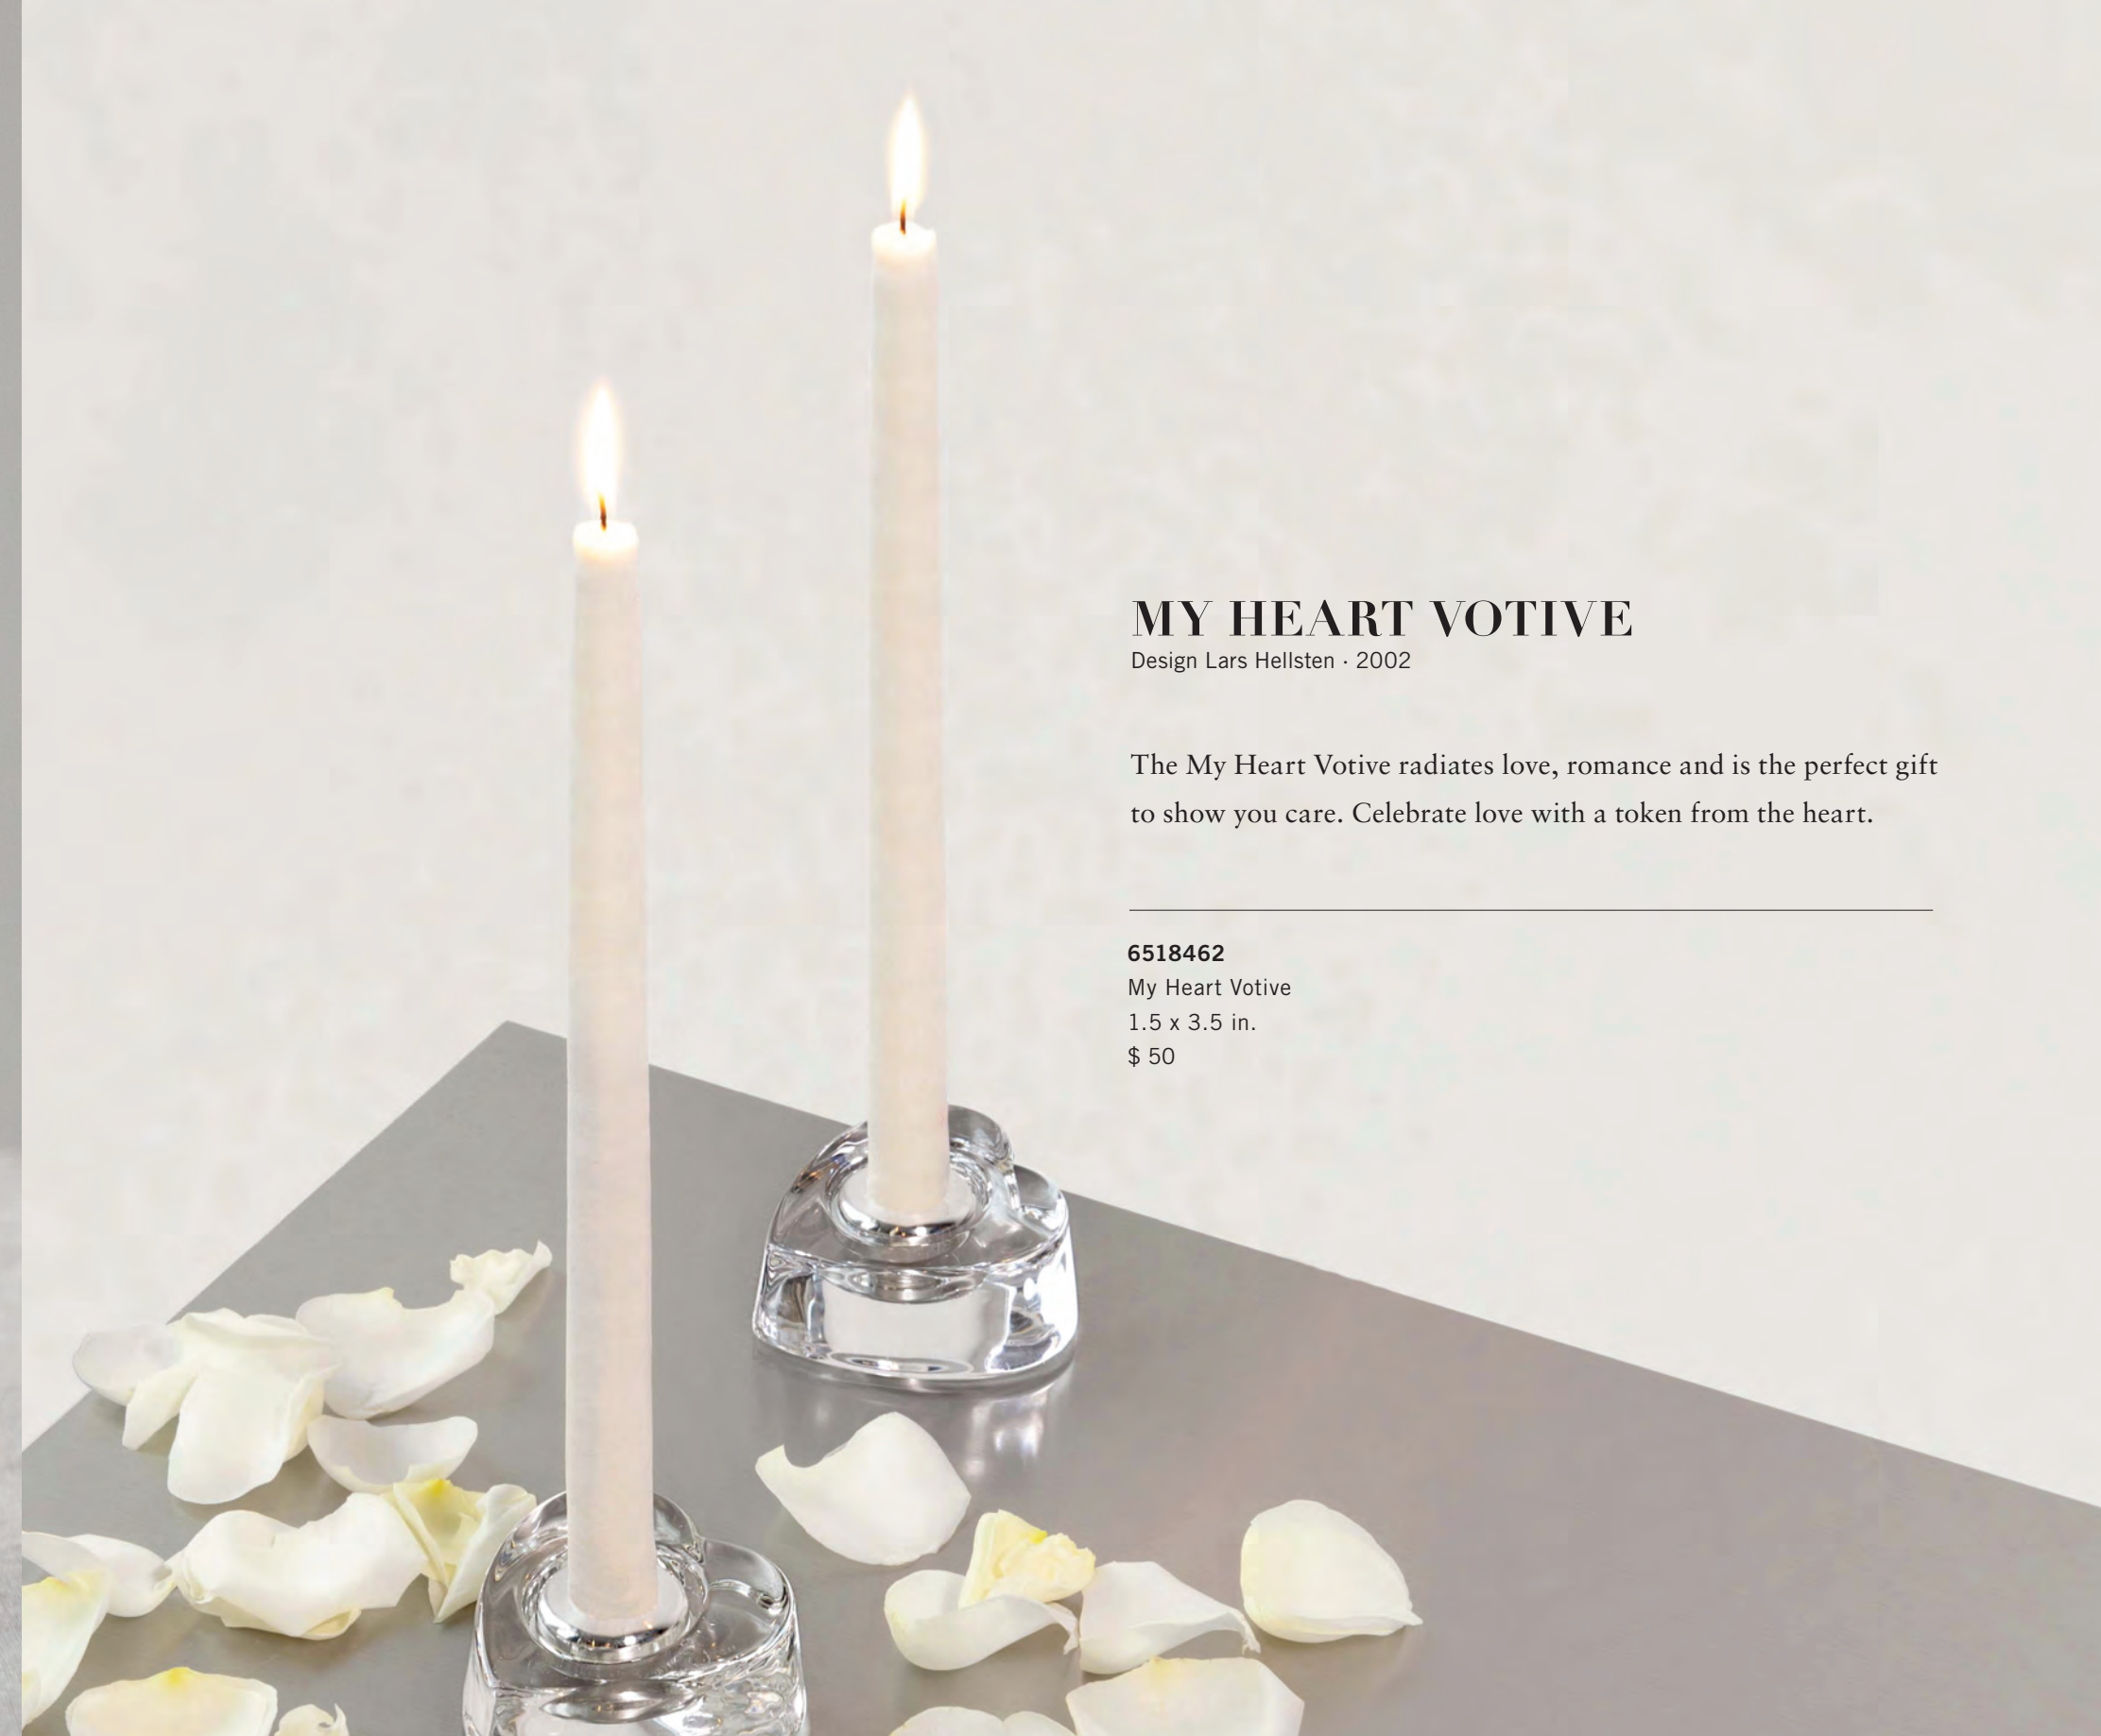 MY HEART VOTIVE
Design Lars Hellsten · 2002
The My Heart Votive radiates love, romance and is the perfect gift
to show you care. Celebrate love with a token from the heart.
6518462
My Heart Votive
1.5 x 3.5 in.
$ 50